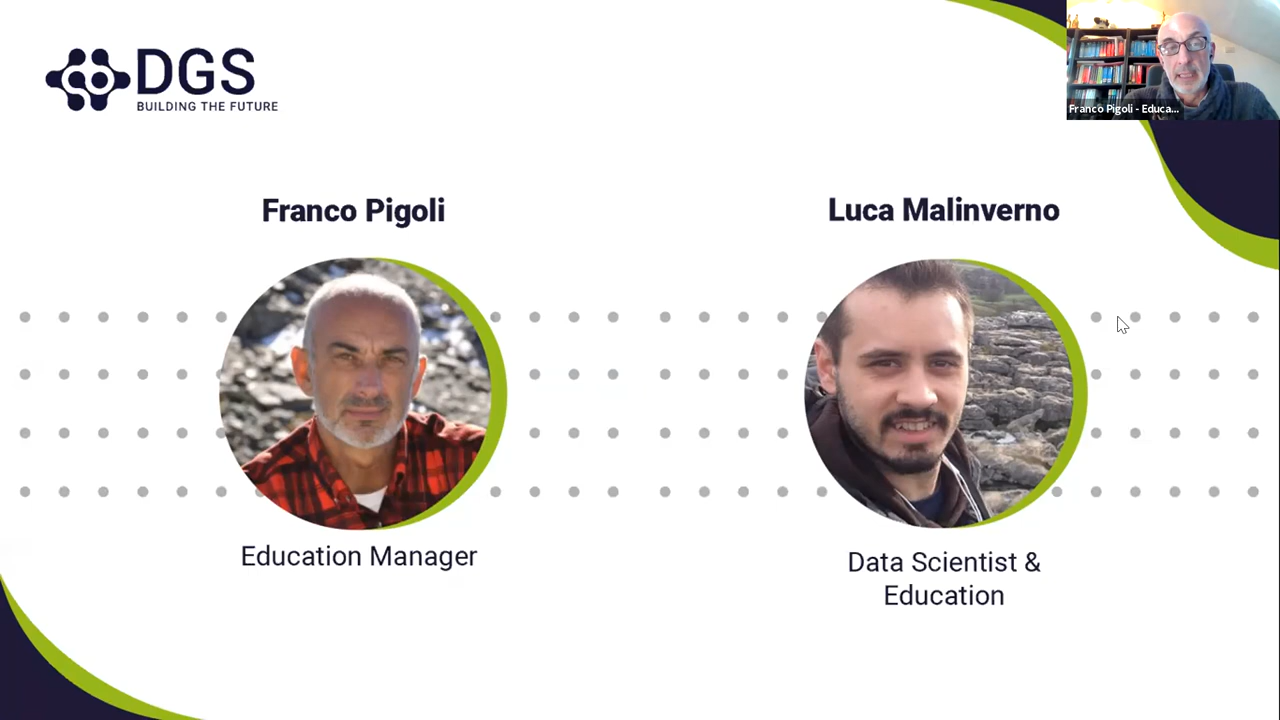 DGS
BUILDING THE FUTURE
Franco Pigoli - Educa...
Franco Pigoli
Luca Malinverno
Education Manager
Data Scientist &
Education